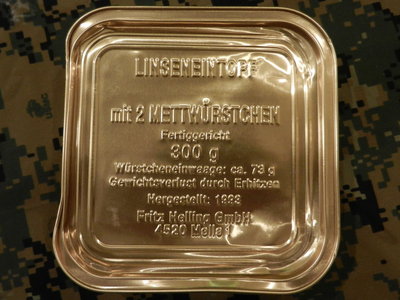 LINSENEINTOPF
mit 2 METTWÜRSTCHEN
Fertiggericht
300 g
Würstcheneinwaage: ca. 73 g
Gewichtsverlust durch Erhitzen
Hergestellt: 1993
Fritz Helling GmbH.
4520 Melle 1